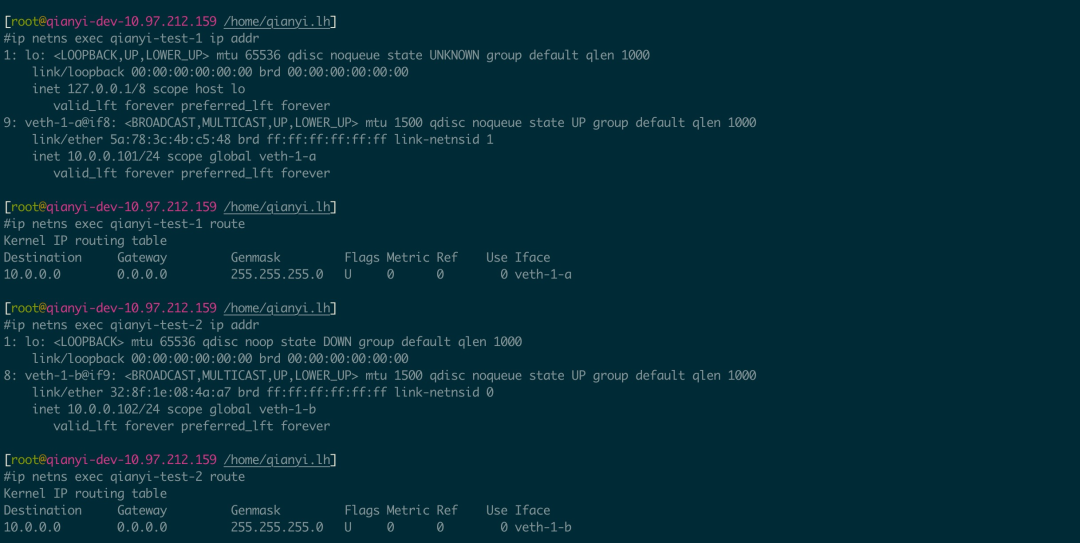 [root@qianyi-dev-10.97.212.159 /home/qianyi.lh]
#ip netns exec qianyi-test-1 ip addr
1: lo: <LOOPBACK,UP,LOWER_UP> mtu 65536 qdisc noqueue state UNKNOWN group default qlen 1000
    link/loopback 00:00:00:00:00:00 brd 00:00:00:00:00:00
    inet 127.0.0.1/8 scope host lo
       valid_lft forever preferred_lft forever
9: veth-1-a@if8: <BROADCAST,MULTICAST,UP,LOWER_UP> mtu 1500 qdisc noqueue state UP group default qlen 1000
    link/ether 5a:78:3c:4b:c5:48 brd ff:ff:ff:ff:ff:ff link-netnsid 1
    inet 10.0.0.101/24 scope global veth-1-a
       valid_lft forever preferred_lft forever
[root@qianyi-dev-10.97.212.159 /home/qianyi.lh]
#ip netns exec qianyi-test-1 route
Kernel IP routing table
Destination     Gateway         Genmask         Flags Metric Ref    Use Iface
10.0.0.0        0.0.0.0         255.255.255.0   U     0      0        0 veth-1-a
[root@qianyi-dev-10.97.212.159 /home/qianyi.lh]
#ip netns exec qianyi-test-2 ip addr
1: lo: <LOOPBACK> mtu 65536 qdisc noop state DOWN group default qlen 1000
    link/loopback 00:00:00:00:00:00 brd 00:00:00:00:00:00
8: veth-1-b@if9: <BROADCAST,MULTICAST,UP,LOWER_UP> mtu 1500 qdisc noqueue state UP group default qlen 1000
    link/ether 32:8f:1e:08:4a:a7 brd ff:ff:ff:ff:ff:ff link-netnsid 0
    inet 10.0.0.102/24 scope global veth-1-b
       valid_lft forever preferred_lft forever
[root@qianyi-dev-10.97.212.159 /home/qianyi.lh]
#ip netns exec qianyi-test-2 route
Kernel IP routing table
Destination     Gateway         Genmask         Flags Metric Ref    Use Iface
10.0.0.0        0.0.0.0         255.255.255.0   U     0      0        0 veth-1-b